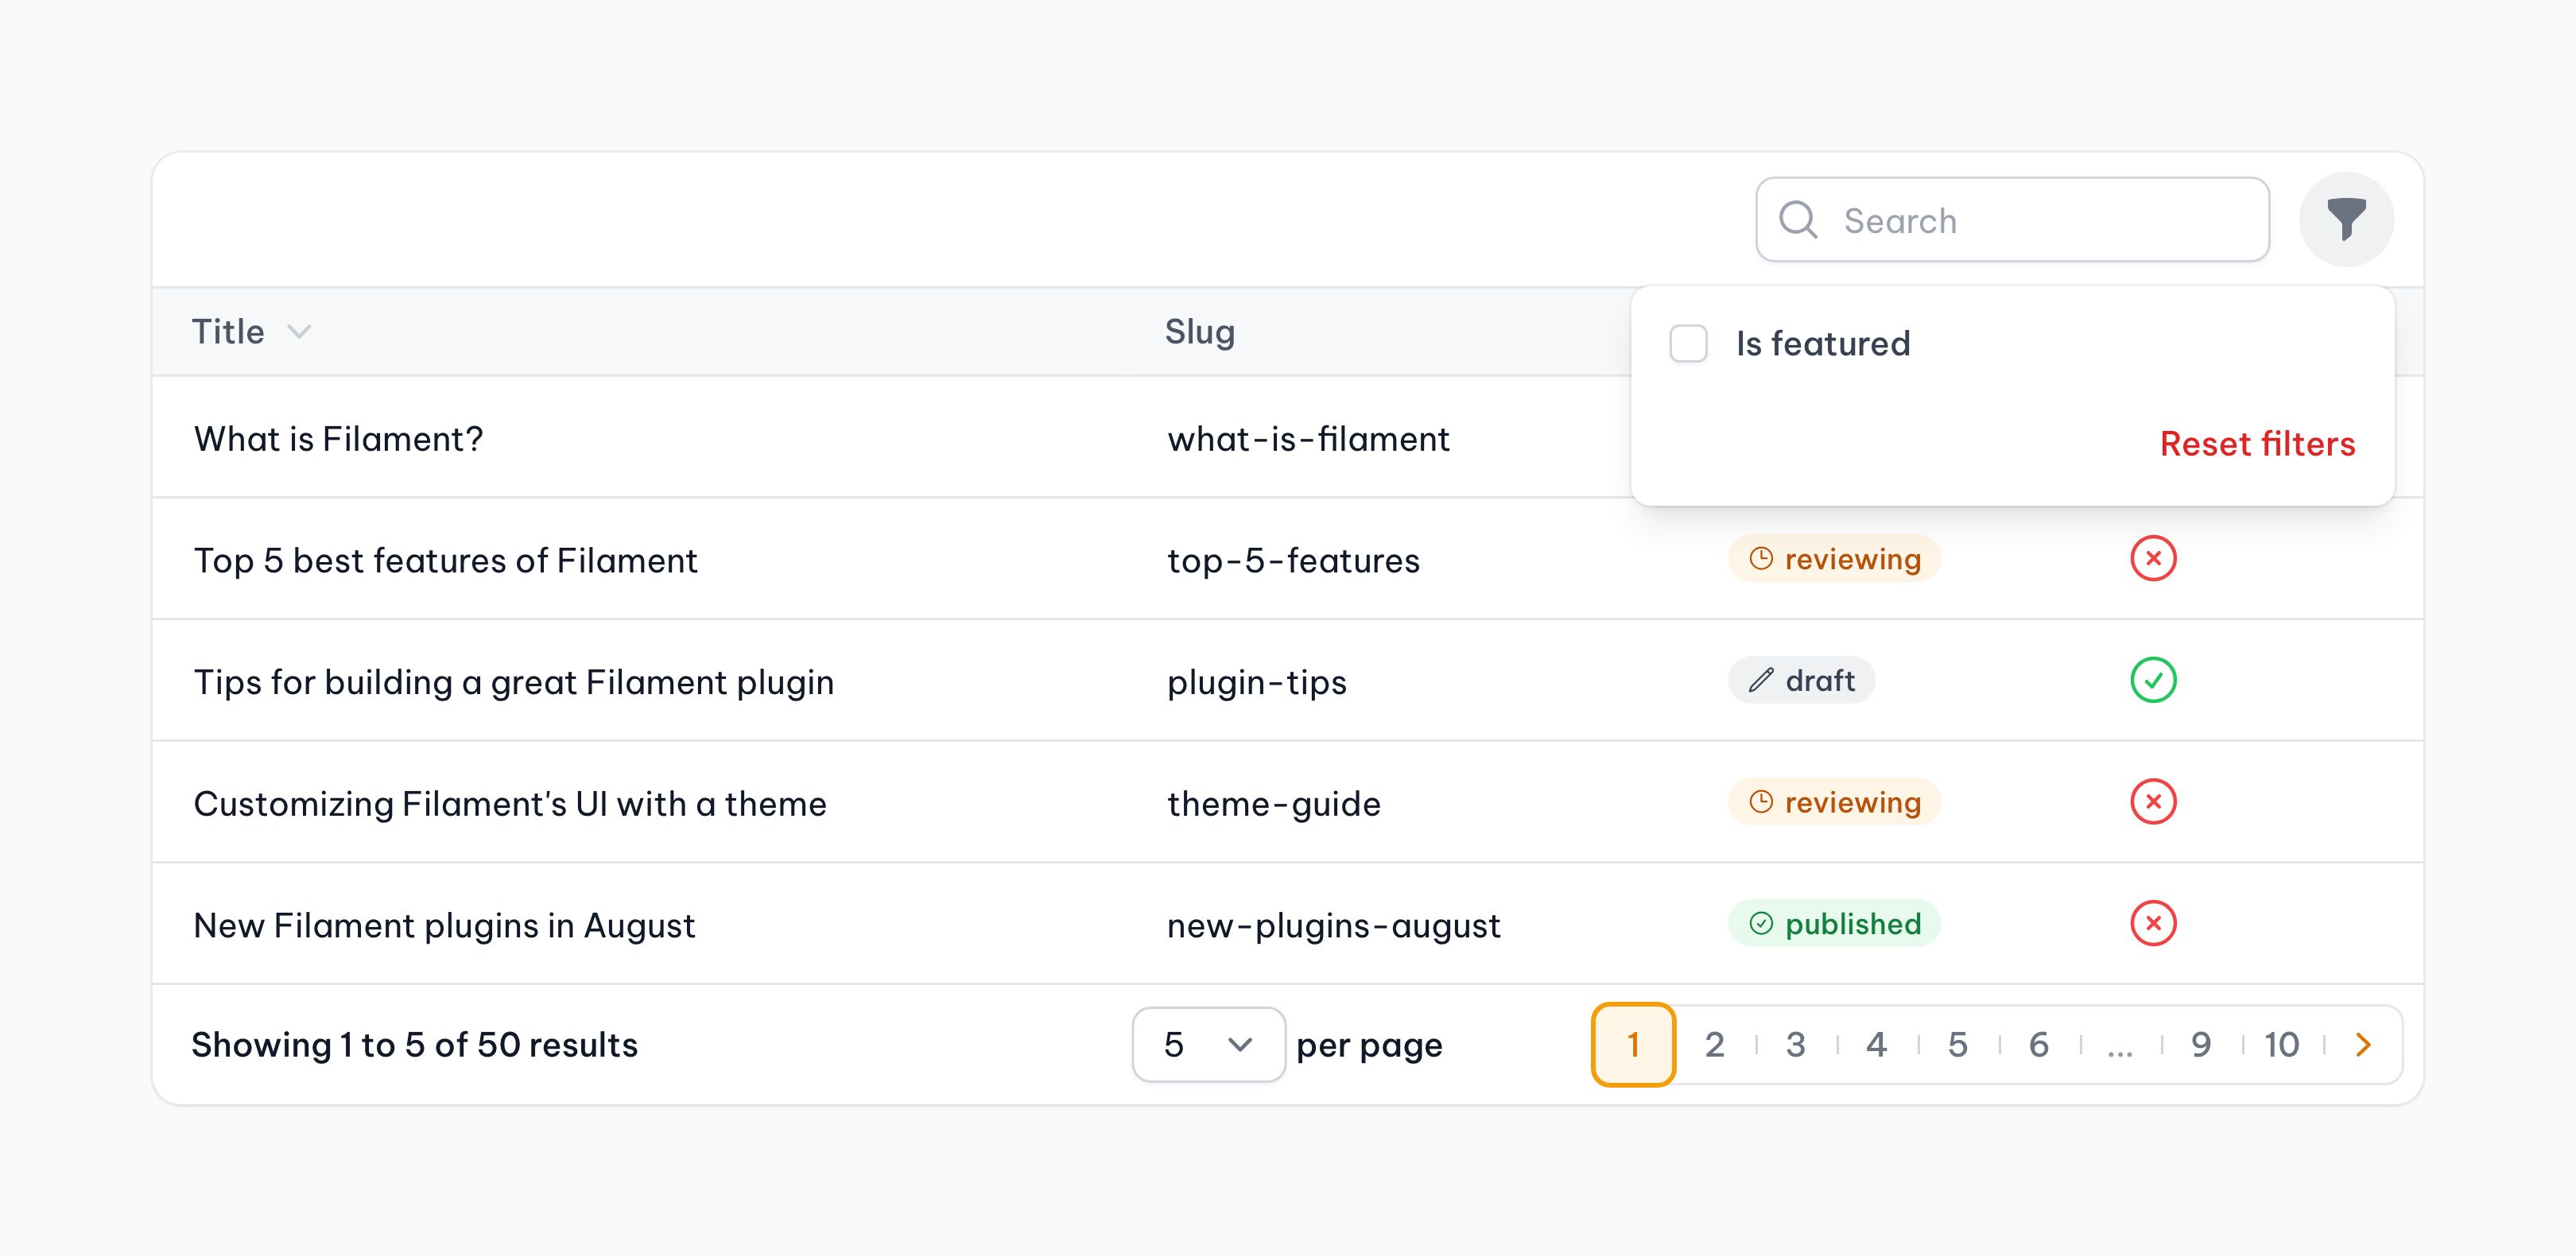 Search
Title Slug
Is featured
What is Filament? what-is-filament
Reset filters
Top 5 best features of Filament top-5-features reviewing
Tips for building a great Filament plugin plugin-tips draft
Customizing Filament's UI with a theme theme-guide reviewing
New Filament plugins in August new-plugins-august published
Showing 1 to 5 of 50 results 5 per page 1 2 3 4 5 6 ... 9 10